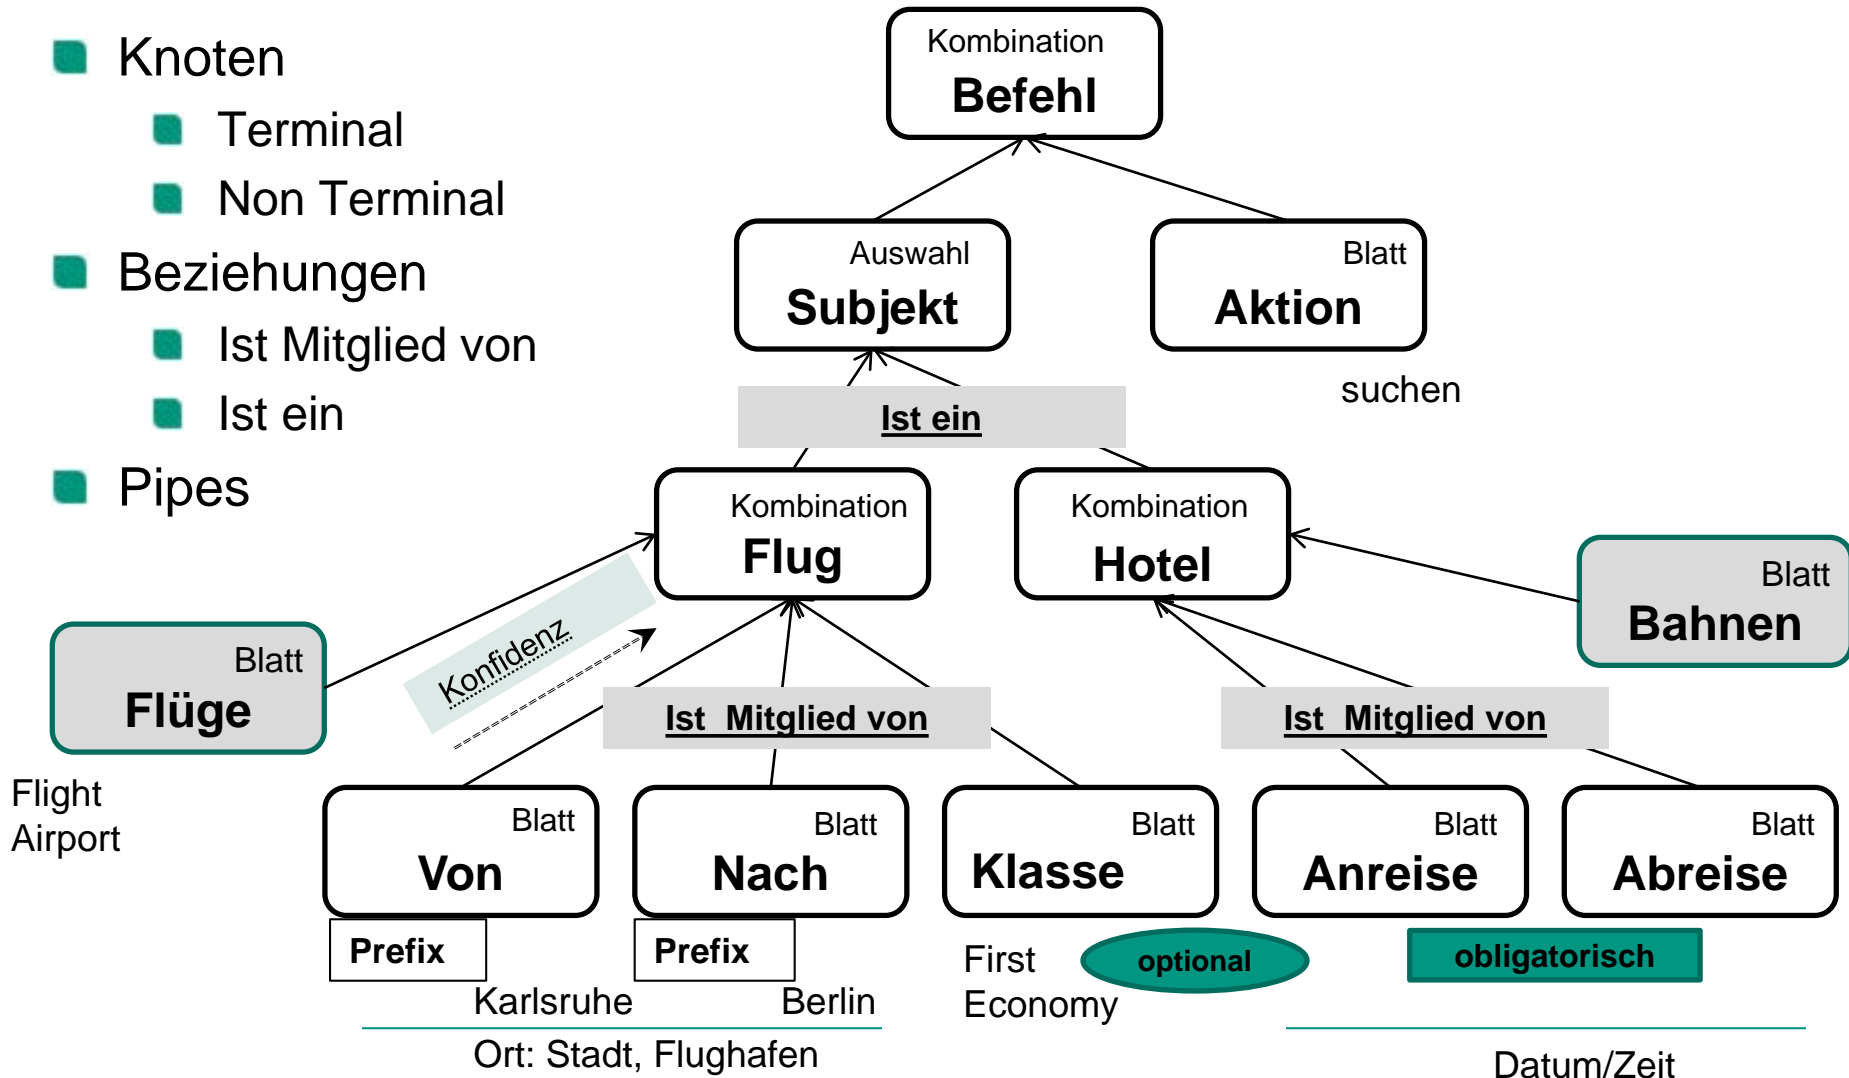 Knoten
Terminal
Non Terminal
Beziehungen
Ist Mitglied von
Ist ein
Pipes
Kombination
Befehl
Auswahl
Subjekt
Blatt
Aktion
suchen
Ist ein
Kombination
Flug
Kombination
Hotel
Blatt
Bahnen
Blatt
Flüge
Konfidenz
Flight
Airport
Ist Mitglied von
Ist Mitglied von
Blatt
Von
Blatt
Nach
Blatt
Klasse
Blatt
Anreise
Blatt
Abreise
Prefix
Prefix
Karlsruhe
Berlin
First
Economy
optional
obligatorisch
Ort: Stadt, Flughafen
Datum/Zeit